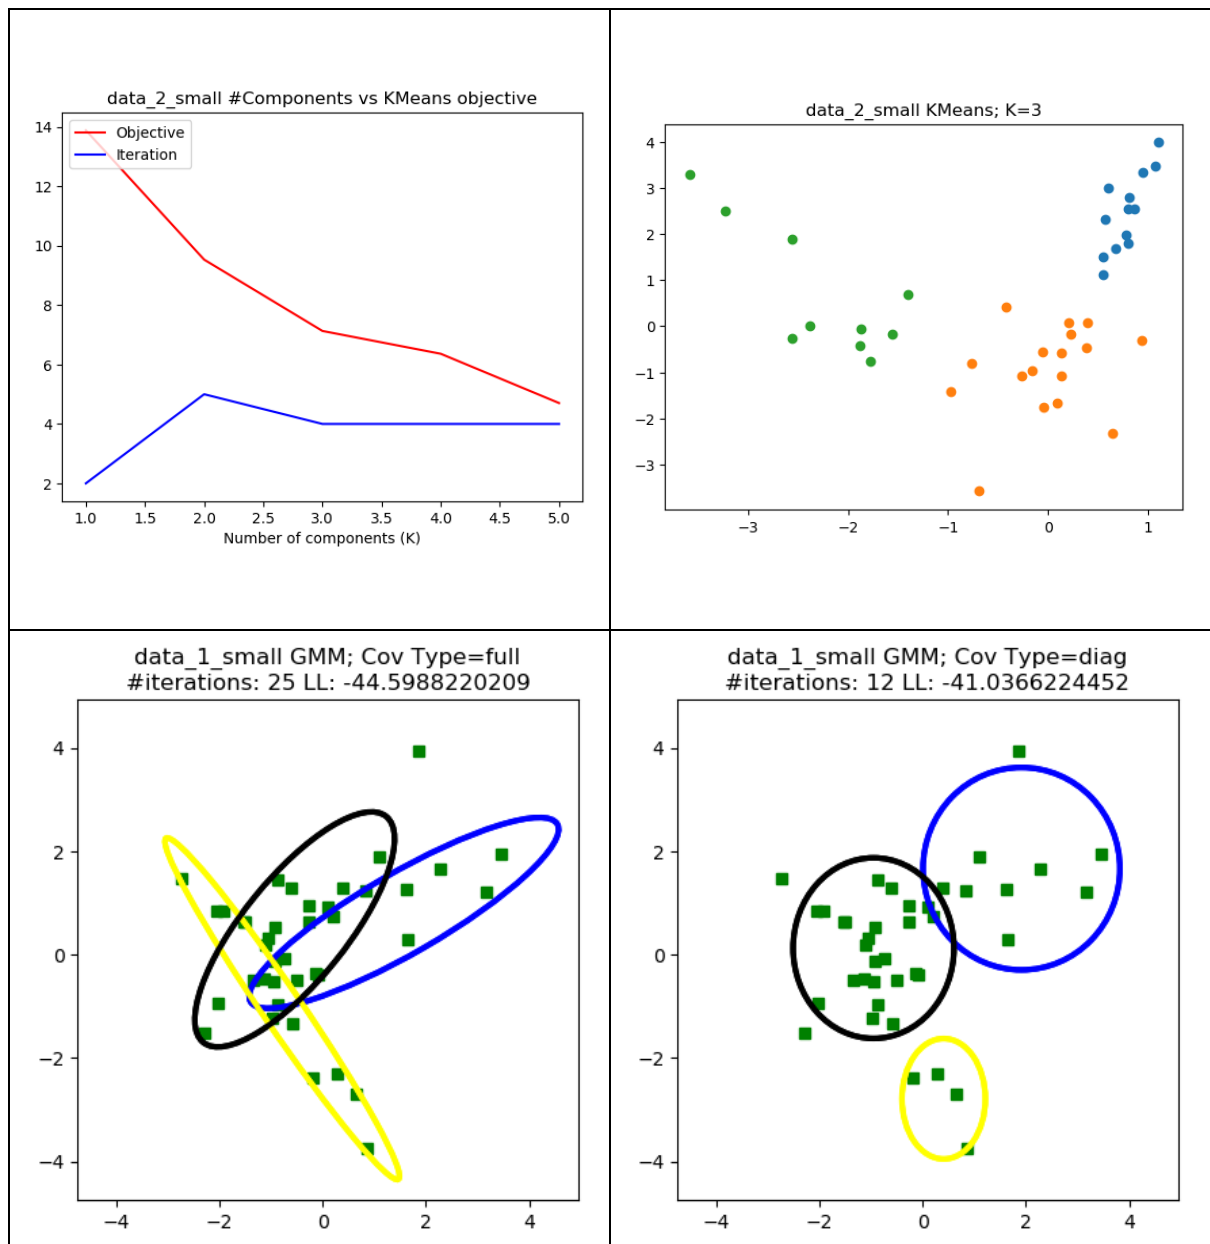 data_2_small #Components vs KMeans objective
14
12
10
8
6
4
2
Objective
Iteration
1.0 1.5 2.0 2.5 3.0 3.5 4.0 4.5 5.0
Number of components (K)
data_2_small KMeans; K=3
4
3
2
1
0
−1
−2
−3
−3 −2 −1 0 1
data_1_small GMM; Cov Type=full
#iterations: 25 LL: -44.5988220209
4
2
0
−2
−4
−4 −2 0 2 4
data_1_small GMM; Cov Type=diag
#iterations: 12 LL: -41.0366224452
4
2
0
−2
−4
−4 −2 0 2 4